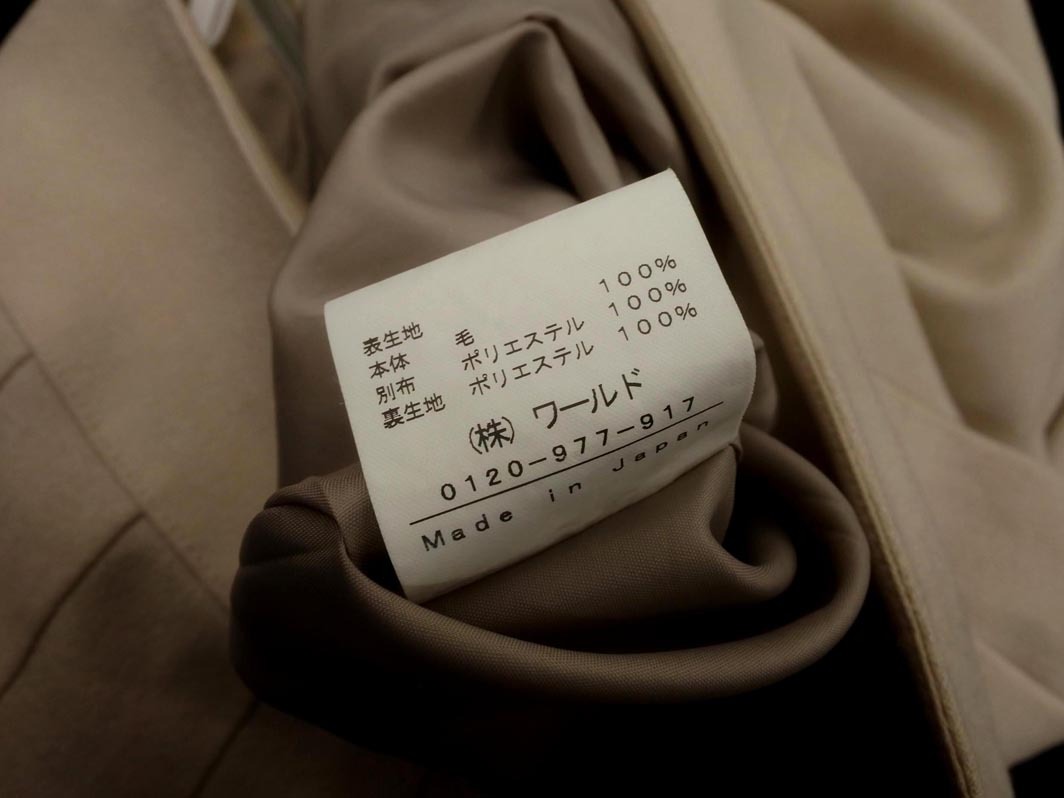 表生地
本体 毛 100%
別布 ポリエステル 100%
裏生地 ポリエステル 100%
(株) ワールド
0120-977-917
Made in Japan